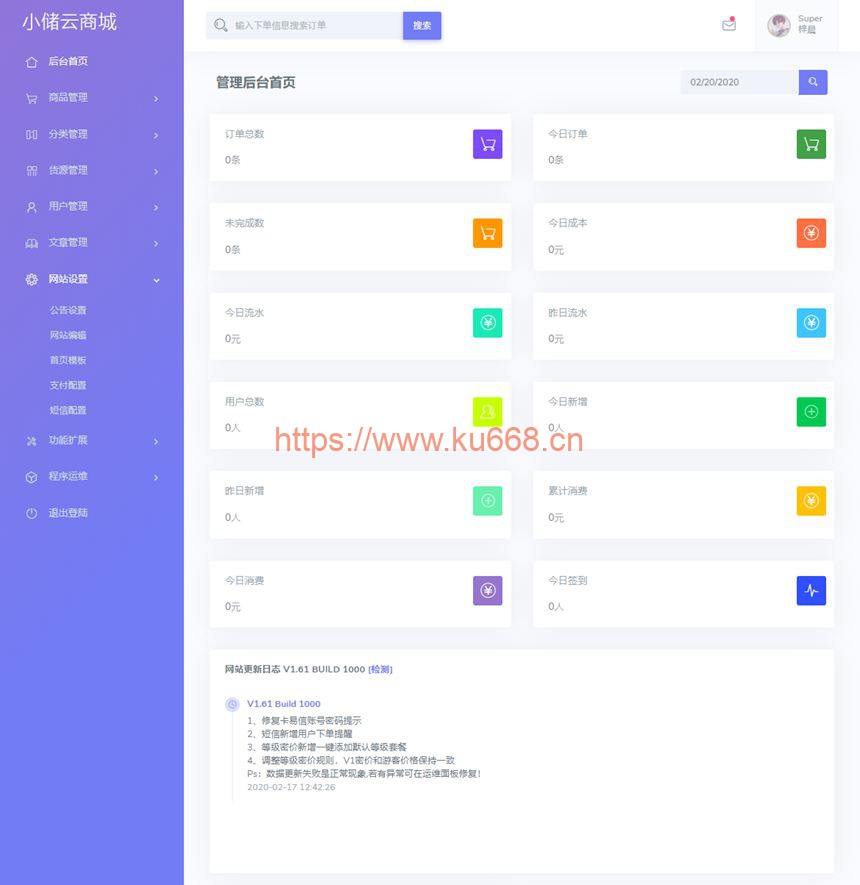 小储云商城
输入下单信息搜索订单
搜索
Super
梓晨
后台首页
商品管理
分类管理
货源管理
用户管理
文章管理
网站设置
公告设置
网站编辑
首页模板
支付配置
短信配置
功能扩展
程序运维
退出登陆
管理后台首页
02/20/2020
订单总数
0条
今日订单
0条
未完成数
0条
今日成本
0元
今日流水
0元
昨日流水
0元
用户总数
0人
今日新增
0人
https://www.ku668.cn
昨日新增
0人
累计消费
0元
今日消费
0元
今日签到
0人
网站更新日志 V1.61 BUILD 1000 [检测]
V1.61 Build 1000
1、修复卡易信账号密码提示
2、短信新增用户下单提醒
3、等级密价新增一键添加默认等级套餐
4、调整等级密价规则，V1密价和游客价格保持一致
Ps：数据更新失败是正常现象,若有异常可在运维面板修复!
2020-02-17 12:42:26